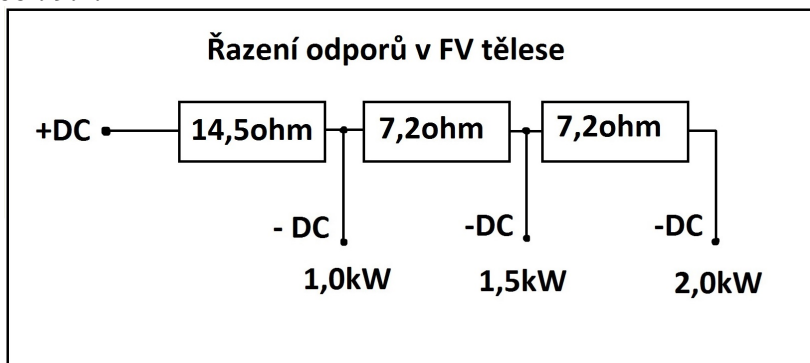 Řazení odporů v FV tělese
+DC
14,5ohm
7,2ohm
7,2ohm
- DC
-DC
-DC
1,0kW
1,5kW
2,0kW